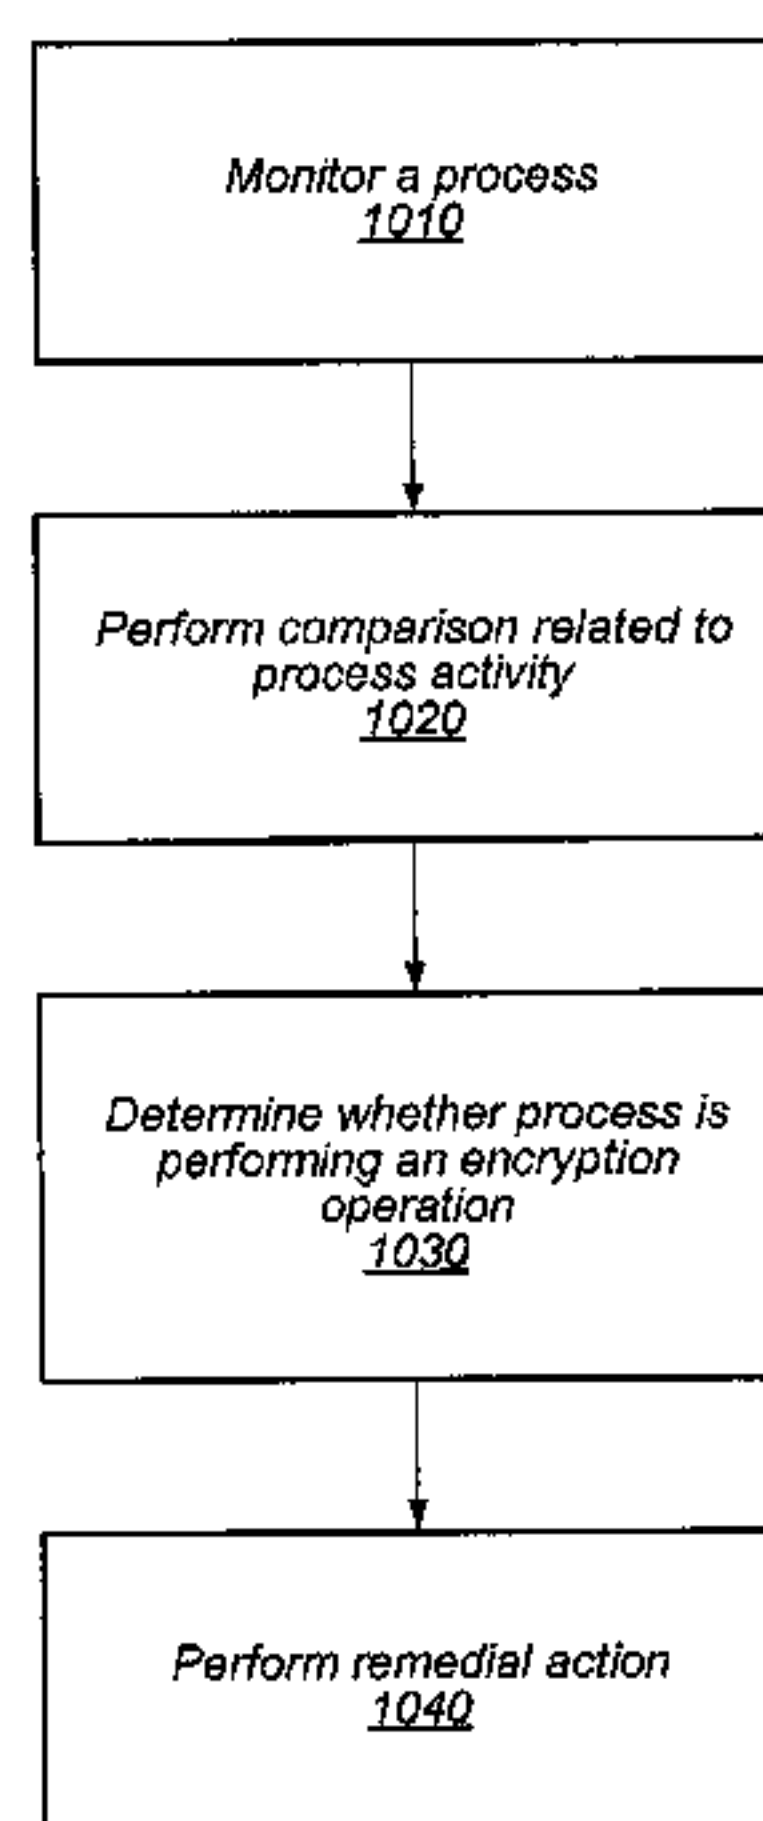 Monitor a process
1010
Perform comparison related to
process activity
1020
Determine whether process is
performing an encryption
operation
1030
Perform remedial action
1040